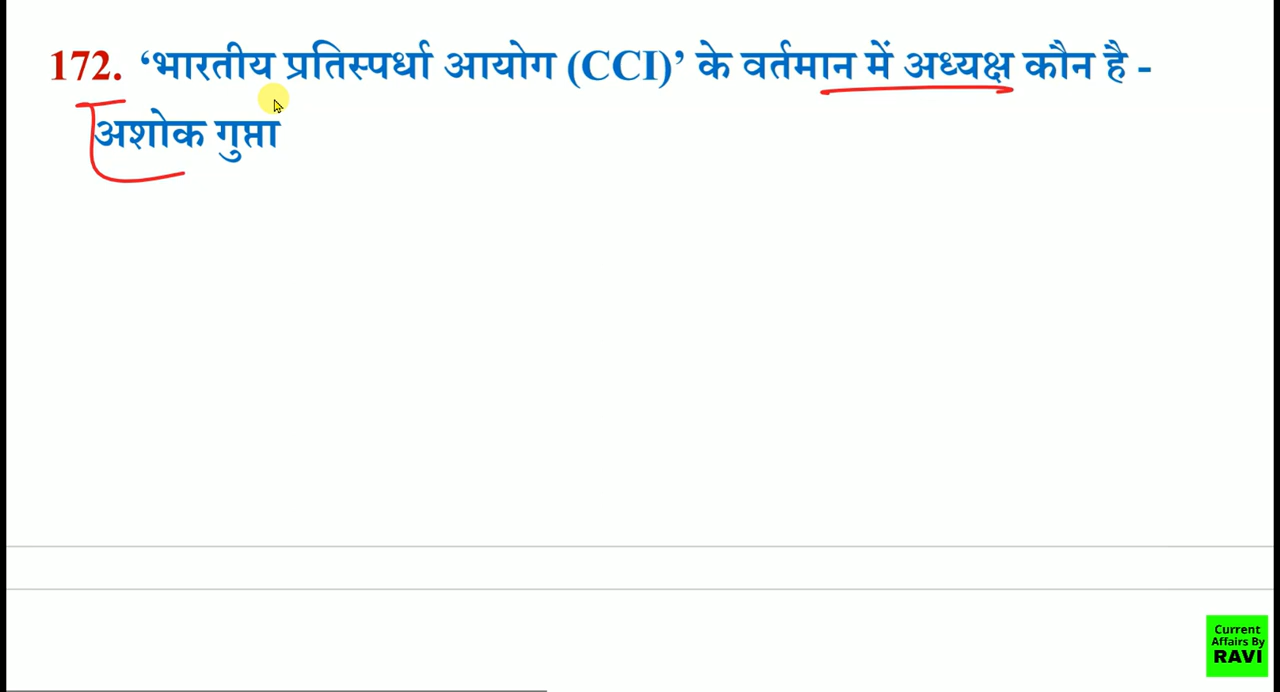 172. ‘भारतीय प्रतिस्पर्धा आयोग (CCI)’ के वर्तमान में अध्यक्ष कौन है -
अशोक गुप्ता
Current
Affairs By
RAVI